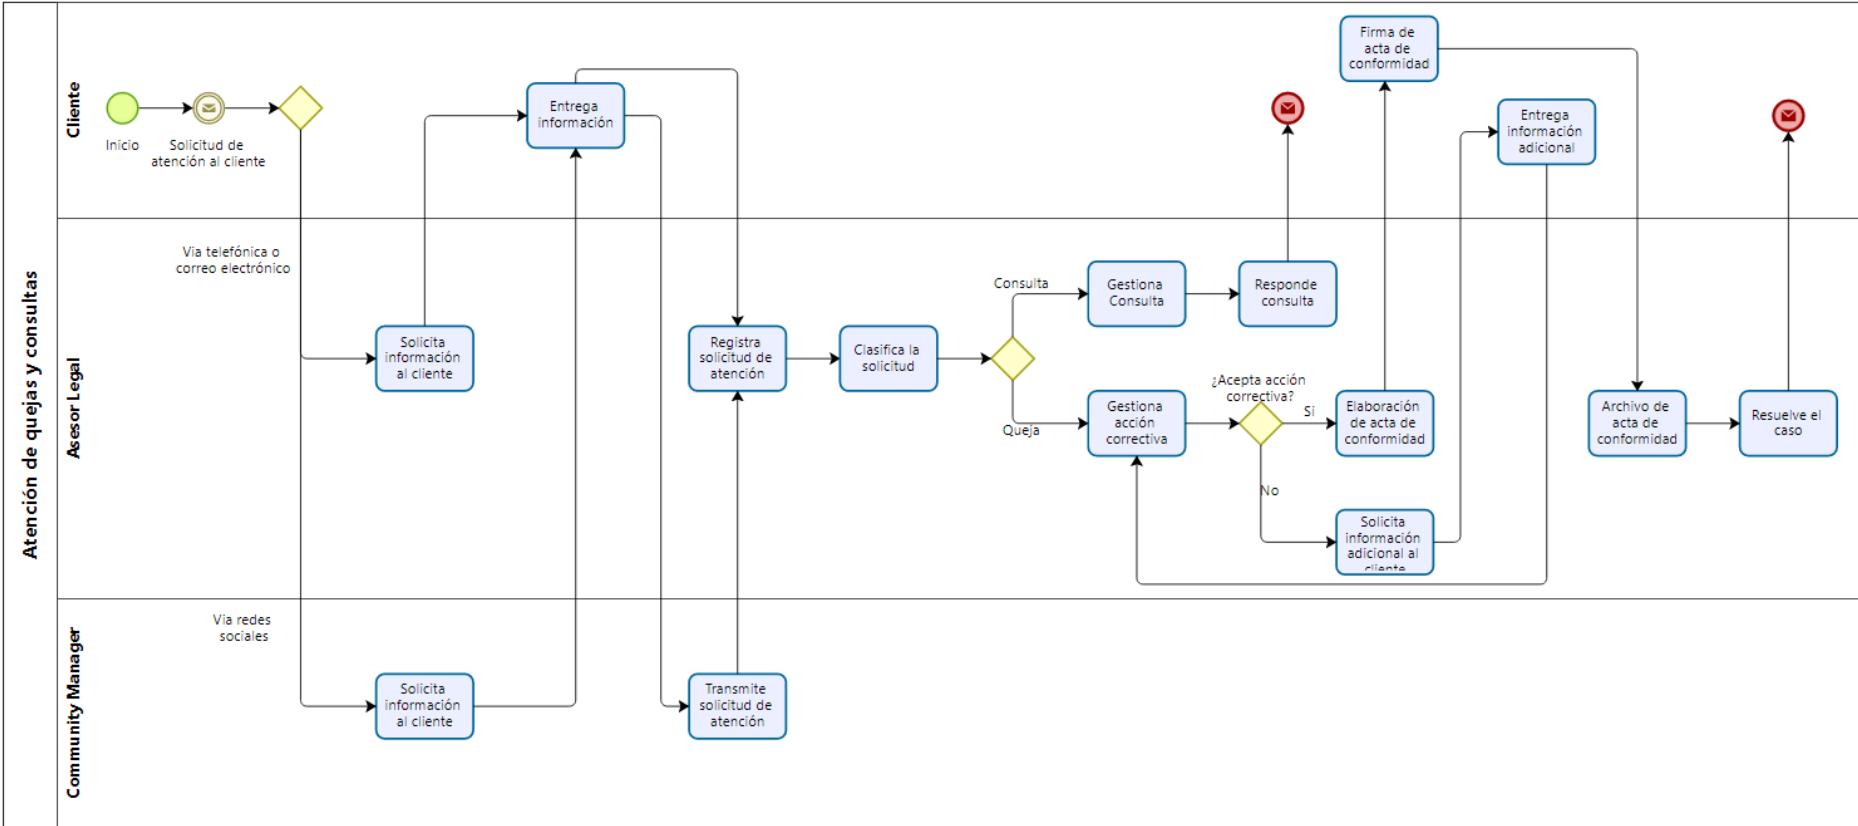 Atención de quejas y consultas
Cliente
Inicio
Solicitud de
atención al cliente
Entrega
información
Firma de
acta de
conformidad
Entrega
información
adicional
Asesor Legal
Via telefónica o
correo electrónico
Solicita
información
al cliente
Registra
solicitud de
atención
Clasifica la
solicitud
Consulta
Gestiona
Consulta
Responde
consulta
Queja
Gestiona
acción
correctiva
¿Acepta acción
correctiva?
Si
Elaboración
de acta de
conformidad
No
Solicita
información
adicional al
cliente
Archivo de
acta de
conformidad
Resuelve el
caso
Community Manager
Via redes
sociales
Solicita
información
al cliente
Transmite
solicitud de
atención